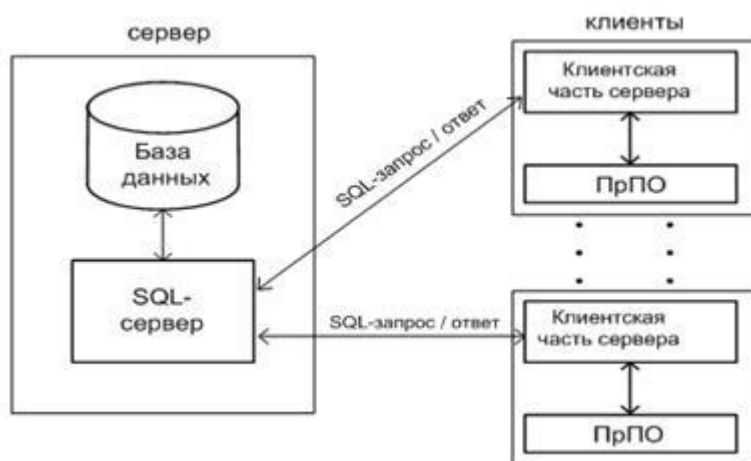 сервер
клиенты
База
данных
SQL-
сервер
SQL-запрос / ответ
SQL-запрос / ответ
Клиентская
часть сервера
ПрПО
Клиентская
часть сервера
ПрПО